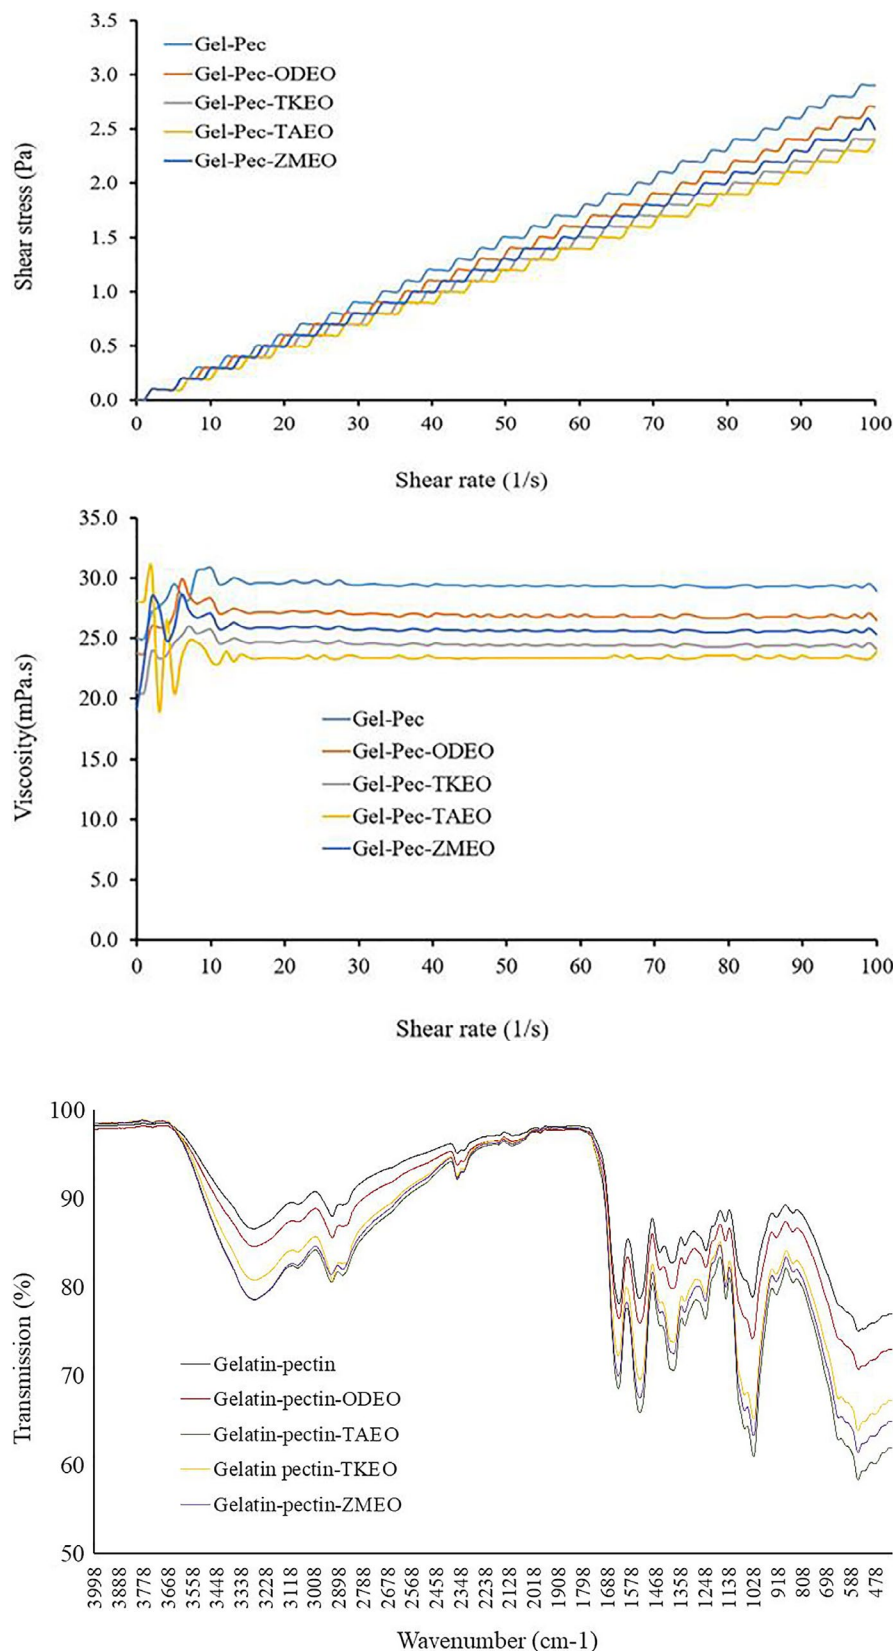 3.5
3.0
2.5
2.0
1.5
1.0
0.5
0.0
Shear stress (Pa)
Gel-Pec
Gel-Pec-ODEO
Gel-Pec-TKEO
Gel-Pec-TAEO
Gel-Pec-ZMEO
0 10 20 30 40 50 60 70 80 90 100
Shear rate (1/s)
35.0
30.0
25.0
20.0
15.0
10.0
5.0
0.0
Viscosity(mPa.s)
Gel-Pec
Gel-Pec-ODEO
Gel-Pec-TKEO
Gel-Pec-TAEO
Gel-Pec-ZMEO
0 10 20 30 40 50 60 70 80 90 100
Shear rate (1/s)
100
90
80
70
60
50
Transmission (%)
Gelatin-pectin
Gelatin-pectin-ODEO
Gelatin-pectin-TAEO
Gelatin pectin-TKEO
Gelatin-pectin-ZMEO
3998 3888 3778 3668 3558 3448 3338 3228 3118 3008 2898 2788 2678 2568 2458 2348 2238 2128 2018 1908 1798 1688 1578 1468 1358 1248 1138 1028 918 808 698 588 478
Wavenumber (cm-1)